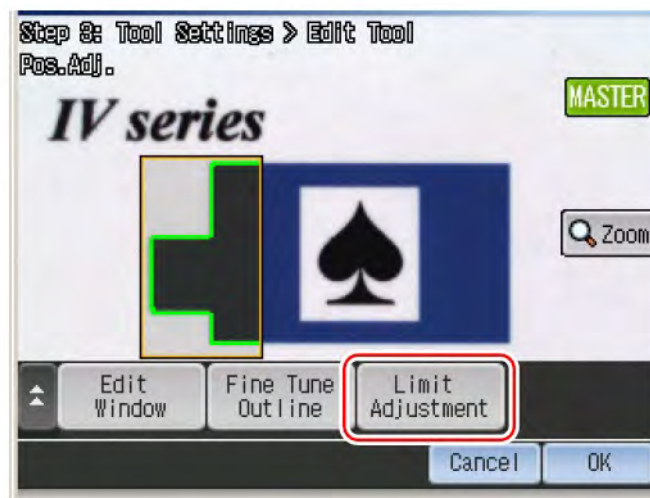 Step 3: Tool Settings > Edit Tool
Pos.Adj.
MASTER
IV series
Zoom
Edit Window
Fine Tune Outline
Limit Adjustment
Cancel
OK